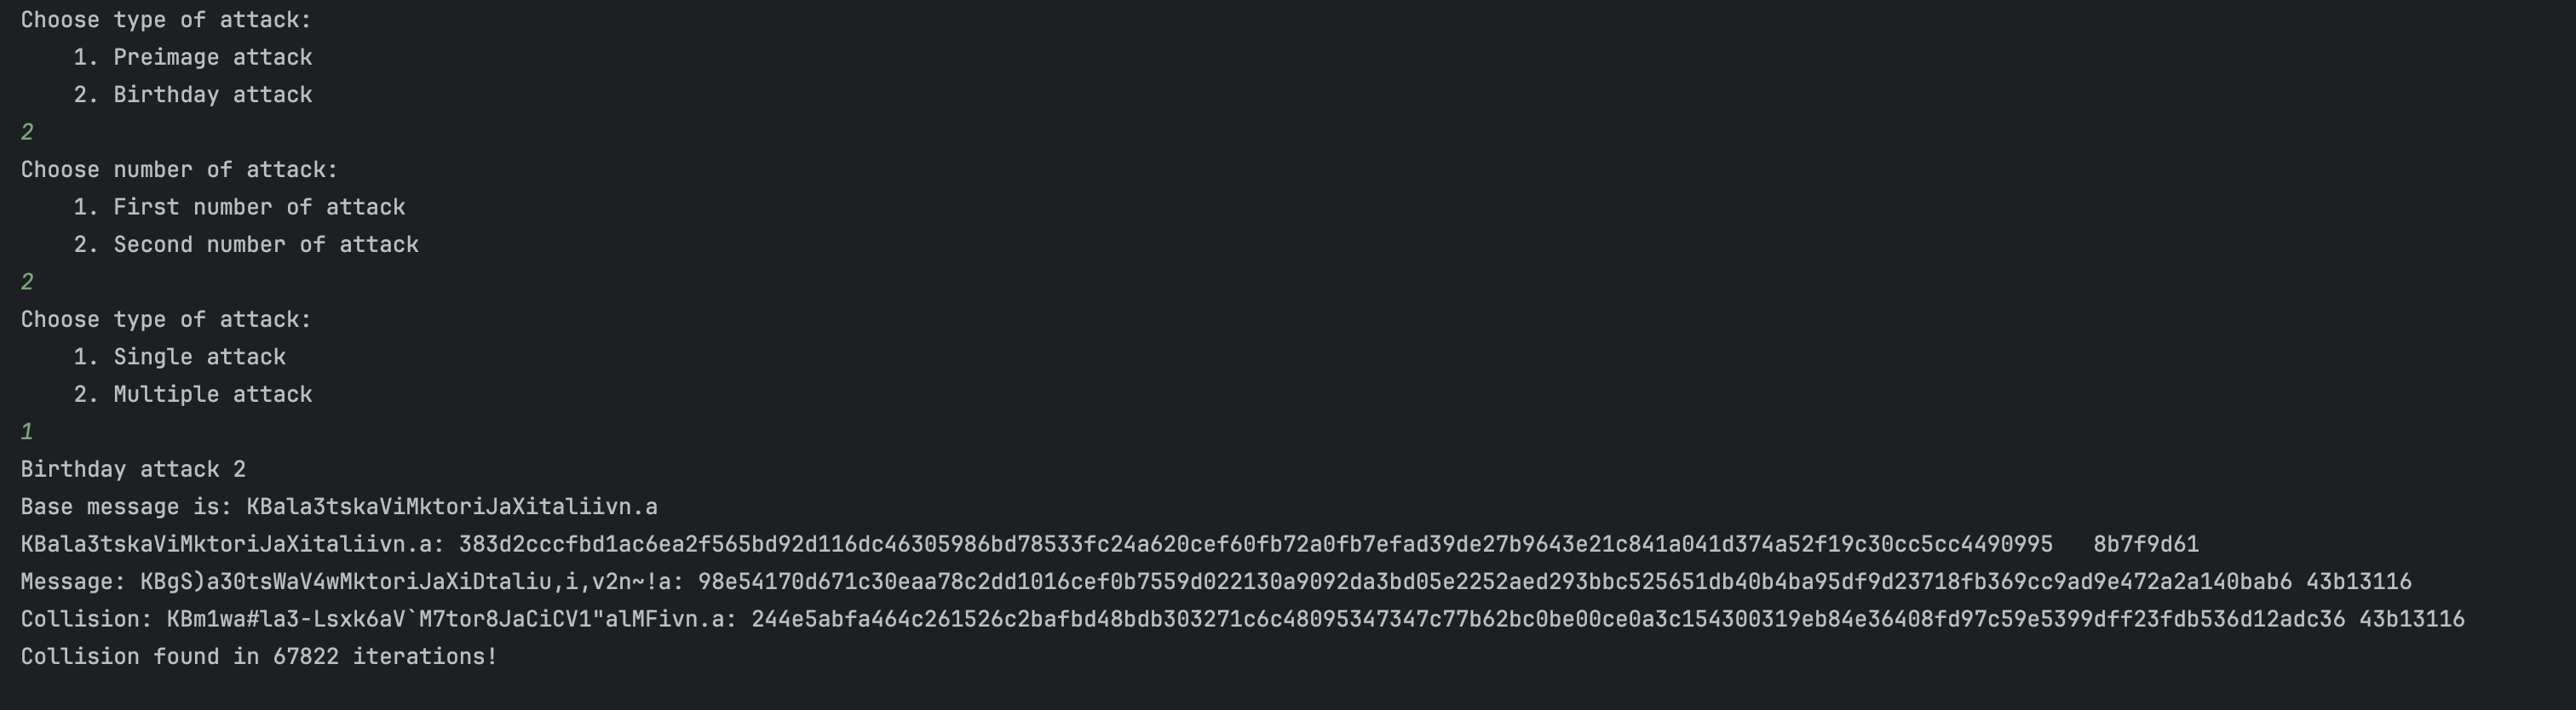 Choose type of attack:
1. Preimage attack
2. Birthday attack
2
Choose number of attack:
1. First number of attack
2. Second number of attack
2
Choose type of attack:
1. Single attack
2. Multiple attack
1
Birthday attack 2
Base message is: KBala3tskaViMktoriJaXitaliivn.a
KBala3tskaViMktoriJaXitaliivn.a: 383d2cccfbd1ac6ea2f565bd92d116dc46305986bd78533fc24a620cef60fb72a0fb7efad39de27b9643e21c841a041d374a52f19c30cc5cc4490995   8b7f9d61
Message: KBgS)a30tsWaV4wMktoriJaXiDtaliu,i,v2n~!a: 98e54170d671c30eaa78c2dd1016cef0b7559d022130a9092da3bd05e2252aed293bbc525651db40b4ba95df9d23718fb369cc9ad9e472a2a140bab6 43b13116
Collision: KBm1wa#la3-Lsxk6aV`M7tor8JaCiCV1"alMFivn.a: 244e5abfa464c261526c2bafbd48bdb303271c6c48095347347c77b62bc0be00ce0a3c154300319eb84e36408fd97c59e5399dff23fdb536d12adc36 43b13116
Collision found in 67822 iterations!